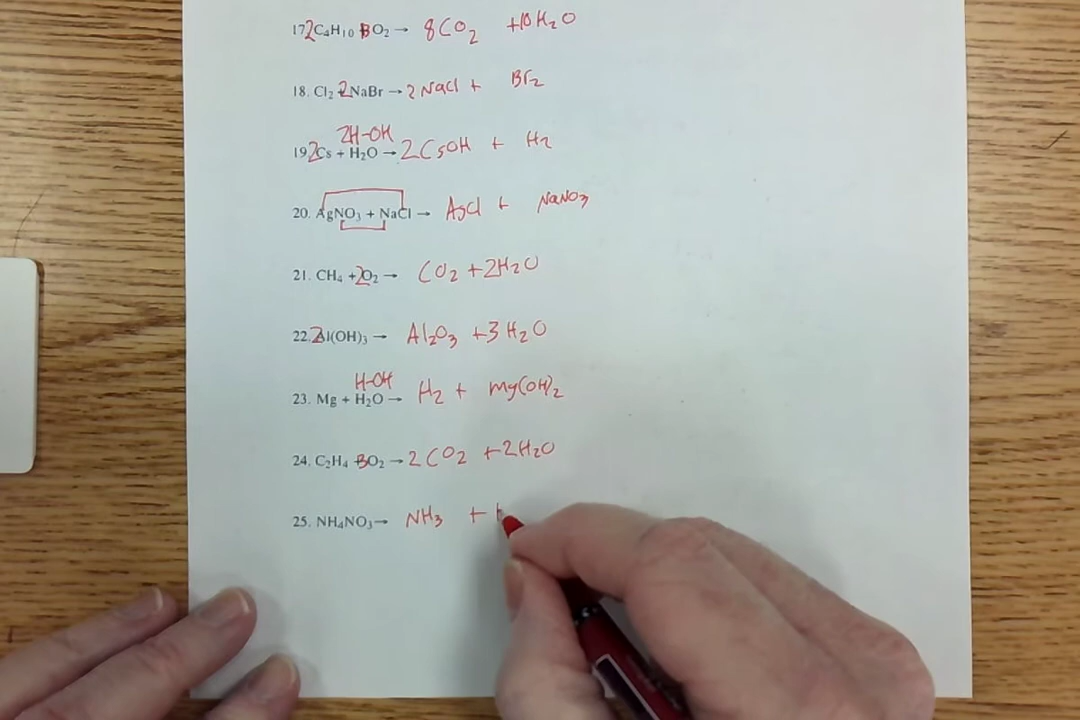 17. 2C4H10 + 13O2 → 8CO2 + 10H2O
18. Cl2 + 2NaBr → 2NaCl + Br2
2H-OH
19. 2Cs + H2O → 2CsOH + H2
20. AgNO3 + NaCl → AgCl + NaNO3
21. CH4 + 2O2 → CO2 + 2H2O
22. 2Al(OH)3 → Al2O3 + 3H2O
H-OH
23. Mg + H2O → H2 + Mg(OH)2
24. C2H4 + 3O2 → 2CO2 + 2H2O
25. NH4NO3 → NH3 +